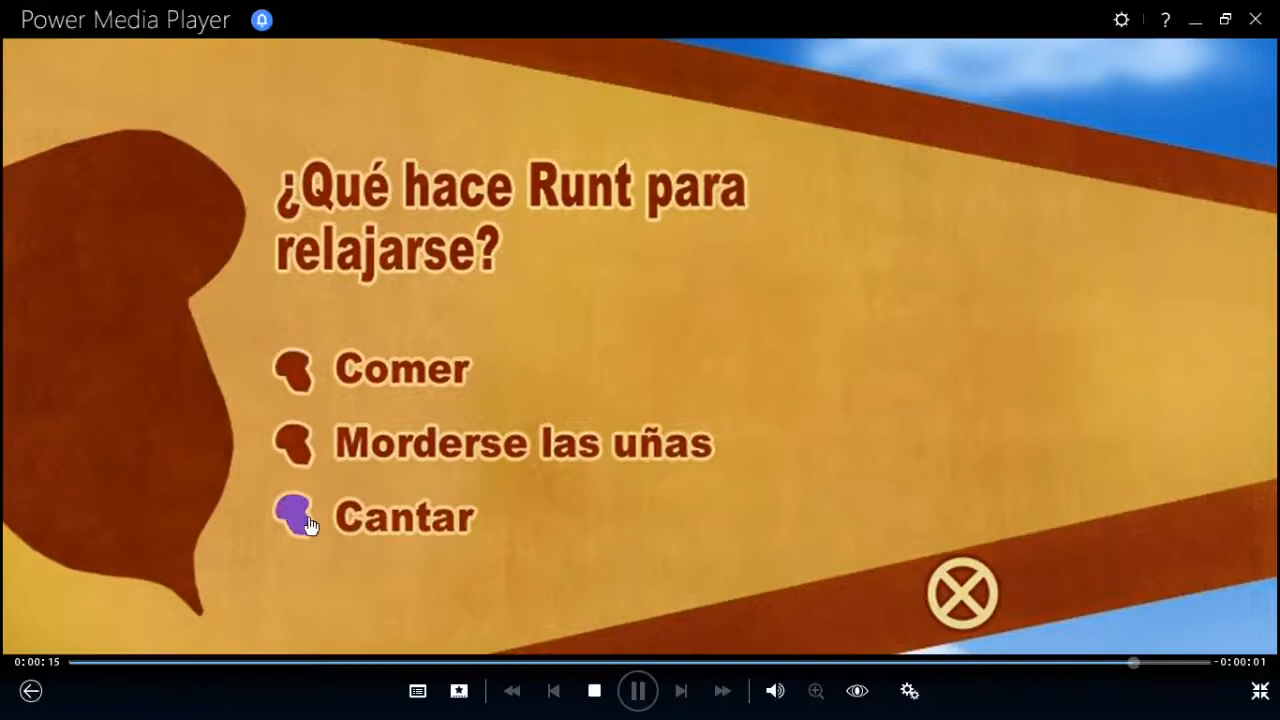 Power Media Player
¿Qué hace Runt para
relajarse?
Comer
Morderse las uñas
Cantar
0:00:15
-0:00:01